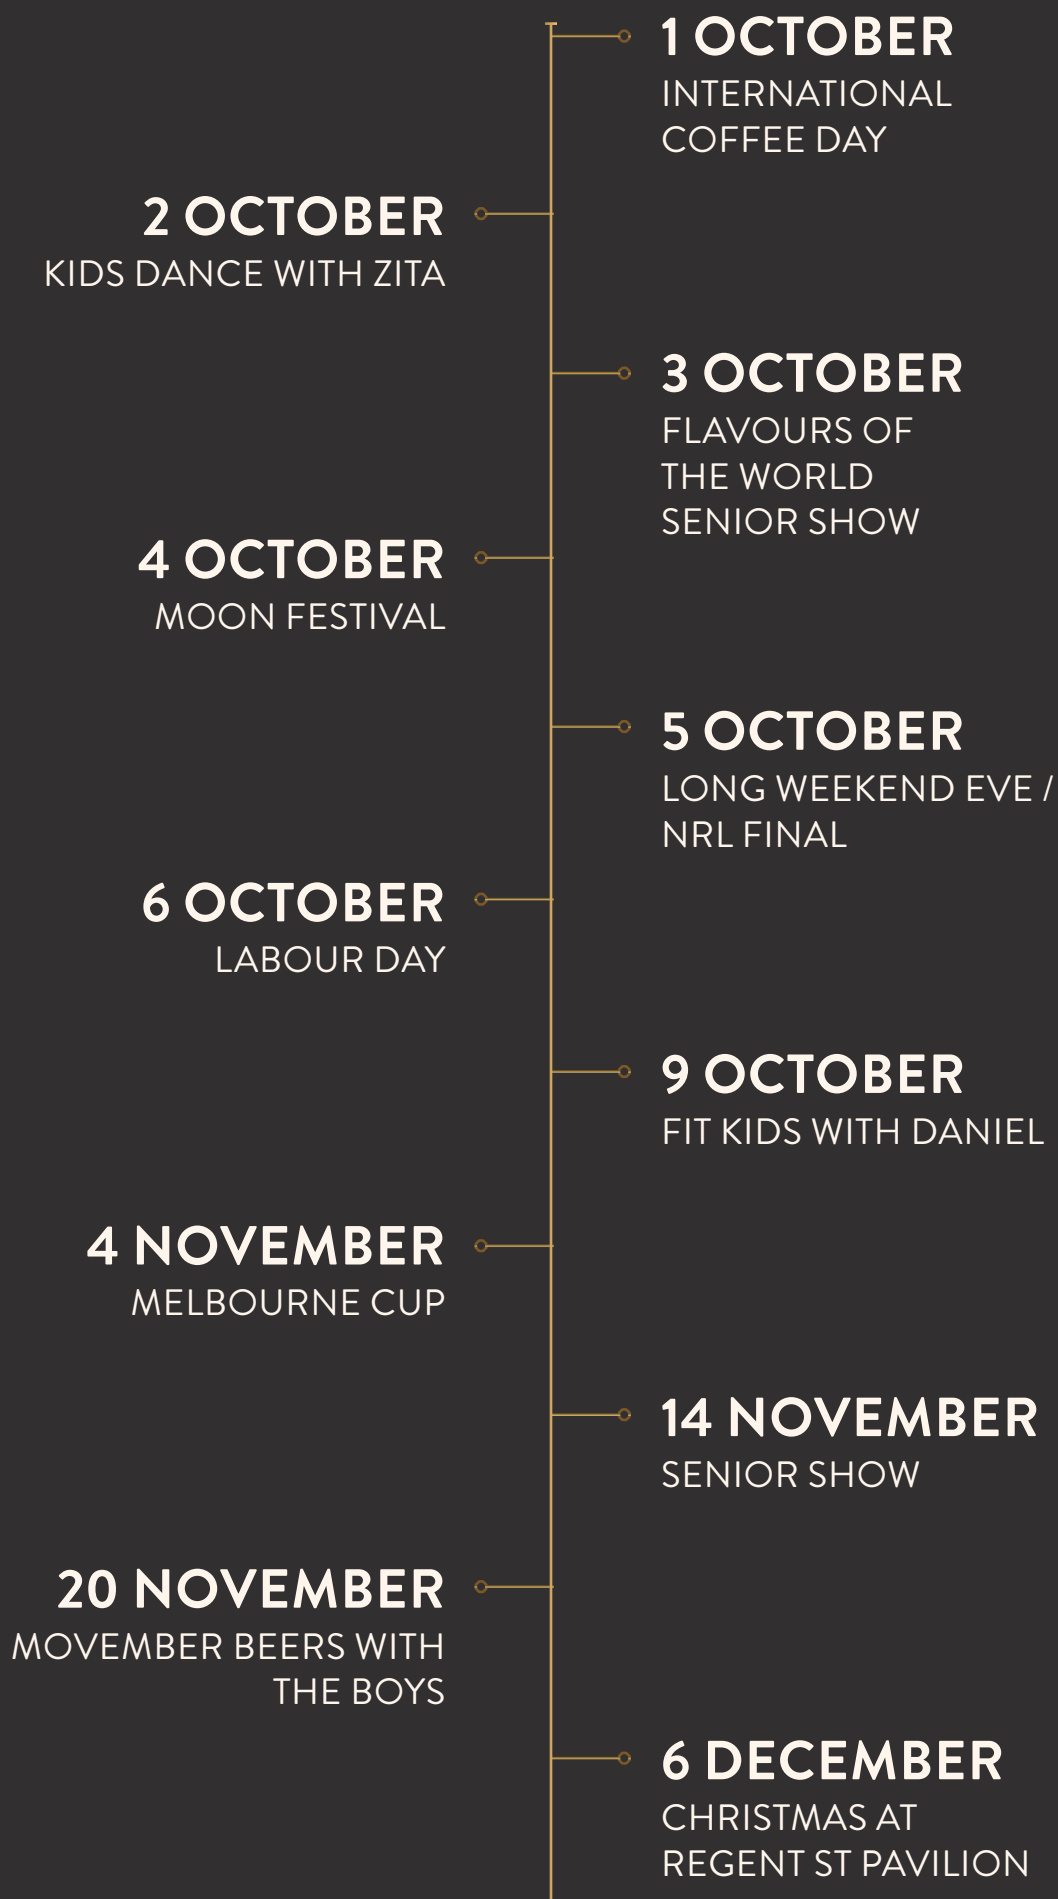 1 OCTOBER
INTERNATIONAL
COFFEE DAY
2 OCTOBER
KIDS DANCE WITH ZITA
3 OCTOBER
FLAVOURS OF
THE WORLD
SENIOR SHOW
4 OCTOBER
MOON FESTIVAL
5 OCTOBER
LONG WEEKEND EVE /
NRL FINAL
6 OCTOBER
LABOUR DAY
9 OCTOBER
FIT KIDS WITH DANIEL
4 NOVEMBER
MELBOURNE CUP
14 NOVEMBER
SENIOR SHOW
20 NOVEMBER
MOVEMBER BEERS WITH
THE BOYS
6 DECEMBER
CHRISTMAS AT
REGENT ST PAVILION